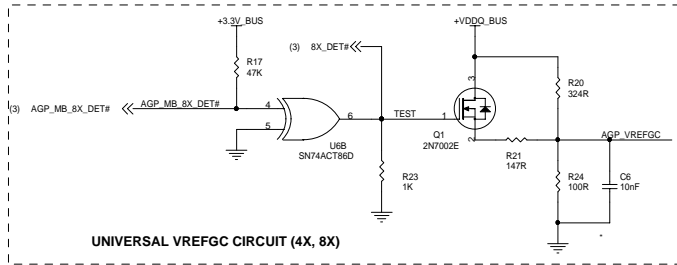 +3.3V_BUS
+VDDQ_BUS
(3) 8X_DET#
R17
47K
3
R20
324R
(3) AGP_MB_8X_DET#
AGP_MB_8X_DET#
4
5
6
TEST
1
AGP_VREFGC
U6B
SN74ACT86D
Q1
2N7002E
2
R21
147R
R23
1K
R24
100R
C6
10nF
UNIVERSAL VREFGC CIRCUIT (4X, 8X)